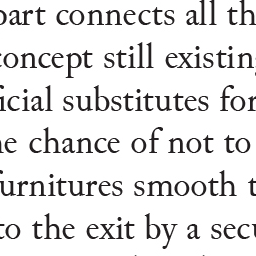 part connects all th
concept still existing
ficial substitutes for
he chance of not to
furnitures smooth t
to the exit by a secu